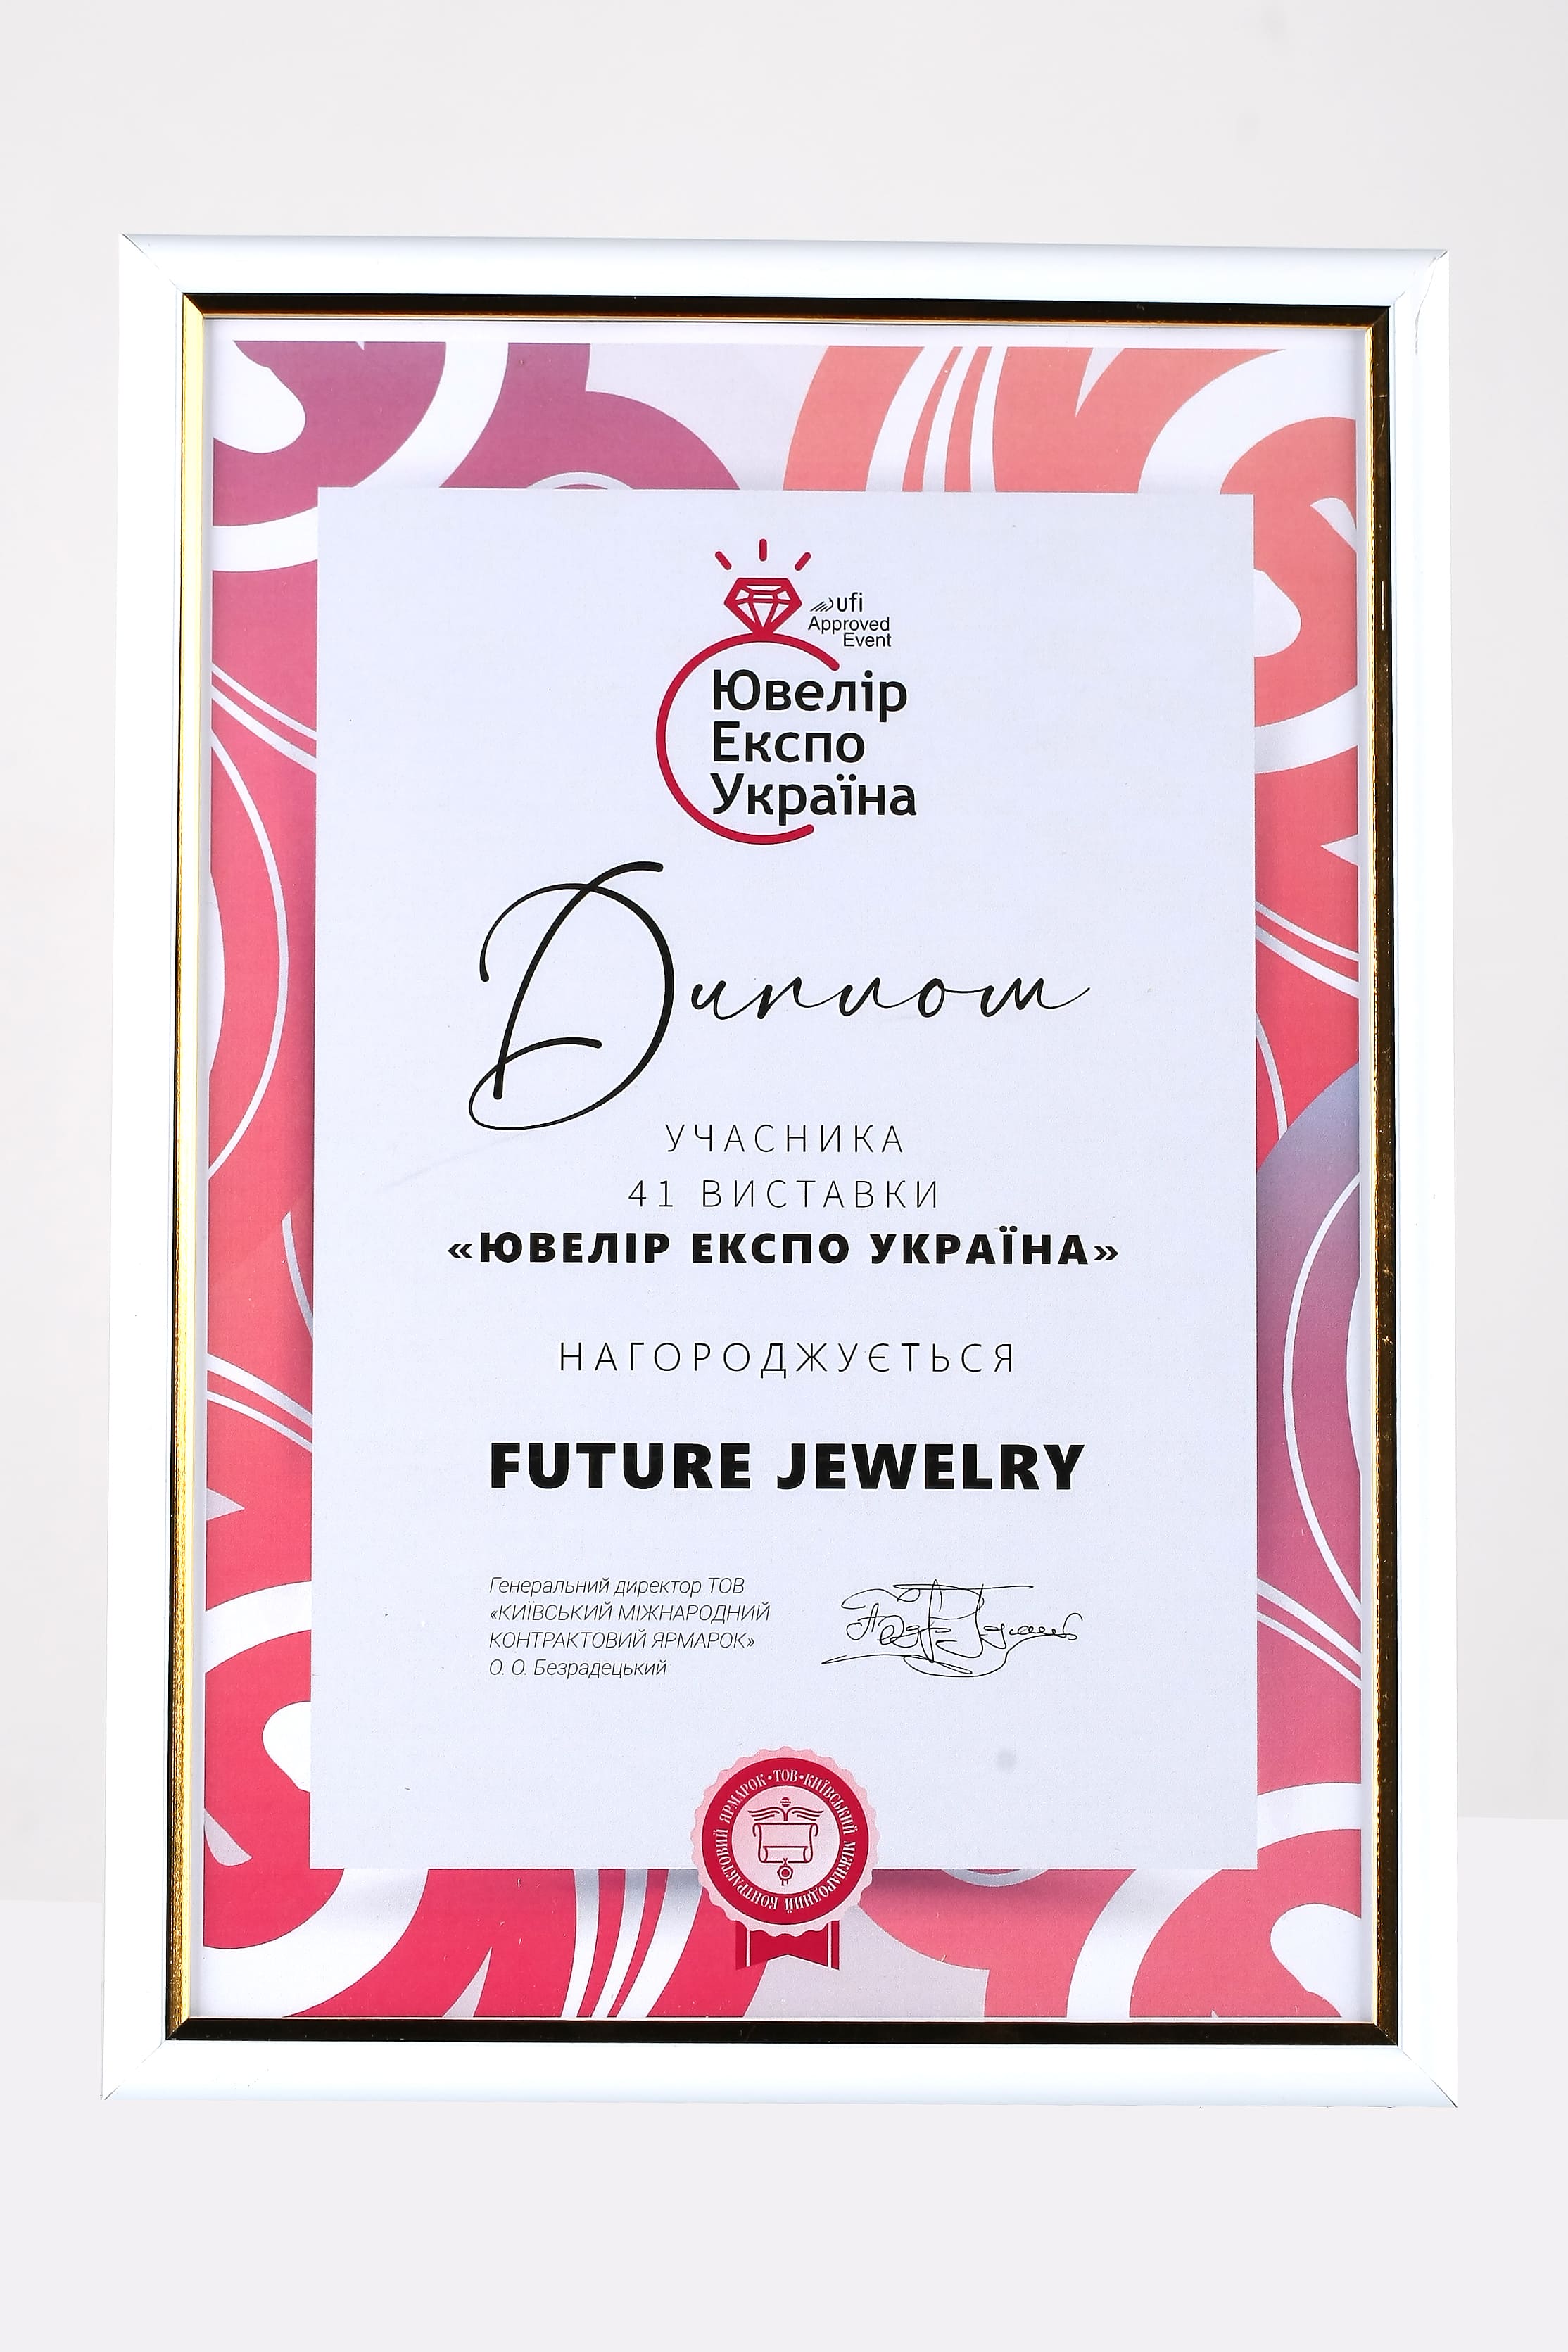 ufi
Approved
Event
Ювелір
Експо
Україна
Диплом
УЧАСНИКА
41 ВИСТАВКИ
«ЮВЕЛІР ЕКСПО УКРАЇНА»
НАГОРОДЖУЄТЬСЯ
FUTURE JEWELRY
Генеральний директор ТОВ
«КИЇВСЬКИЙ МІЖНАРОДНИЙ
КОНТРАКТОВИЙ ЯРМАРОК»
О. О. Безрадецький
ТОВ • КИЇВСЬКИЙ МІЖНАРОДНИЙ КОНТРАКТОВИЙ ЯРМАРОК •